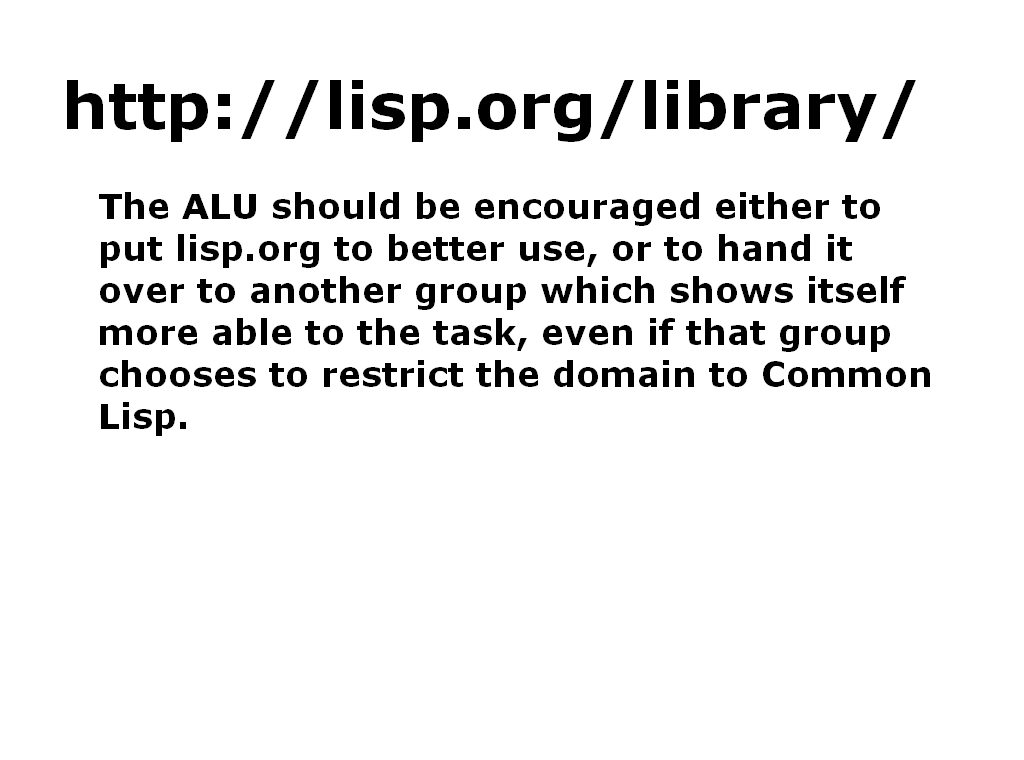 http://lisp.org/library/
The ALU should be encouraged either to
put lisp.org to better use, or to hand it
over to another group which shows itself
more able to the task, even if that group
chooses to restrict the domain to Common
Lisp.